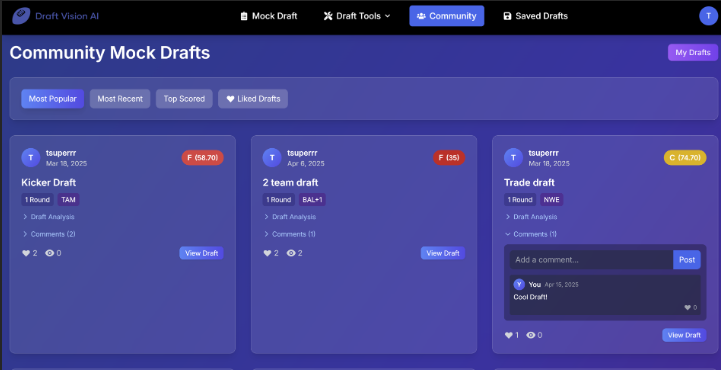 Draft Vision AI
Mock Draft
Draft Tools
Community
Saved Drafts
T
Community Mock Drafts
My Drafts
Most Popular
Most Recent
Top Scored
Liked Drafts
T
tsuperrr
Mar 18, 2025
F (58.70)
Kicker Draft
1 Round
TAM
Draft Analysis
Comments (2)
2
0
View Draft
T
tsuperrr
Apr 6, 2025
F (35)
2 team draft
1 Round
BAL+1
Draft Analysis
Comments (1)
2
2
View Draft
T
tsuperrr
Mar 18, 2025
C (74.70)
Trade draft
1 Round
NWE
Draft Analysis
Comments (1)
Add a comment...
Post
Y
You
Apr 15, 2025
Cool Draft!
0
1
0
View Draft